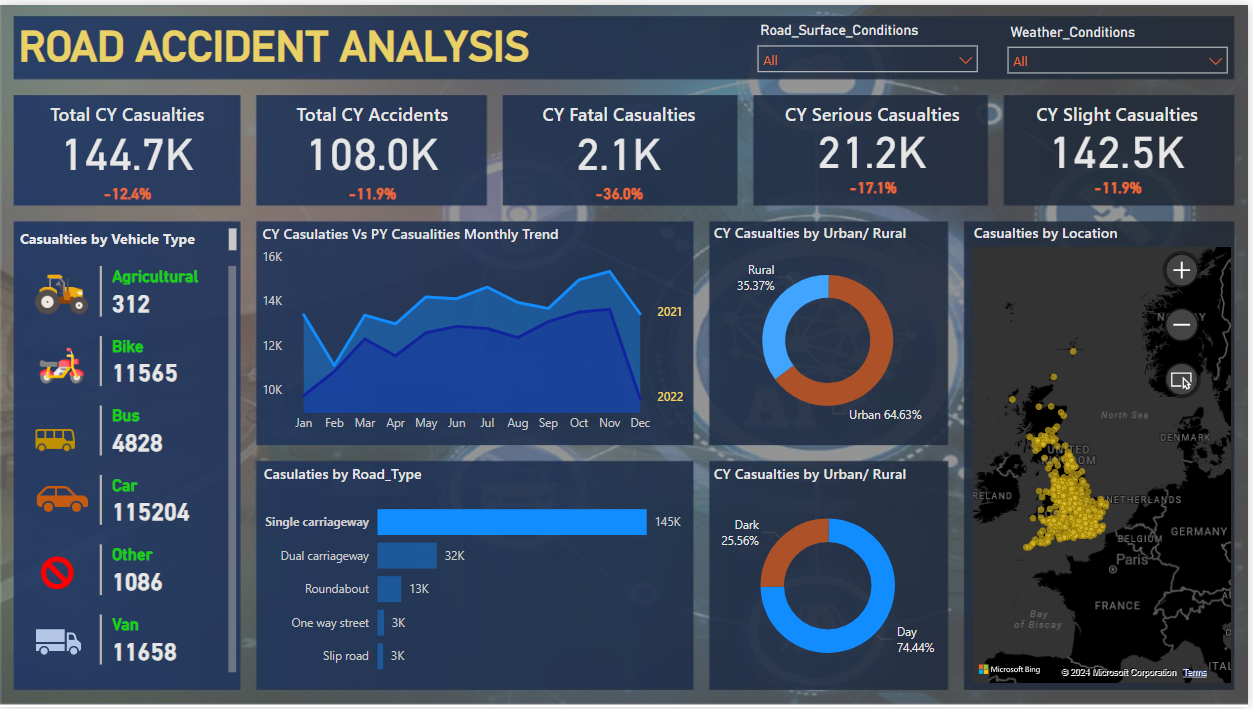 ROAD ACCIDENT ANALYSIS
Road_Surface_Conditions
All
Weather_Conditions
All
Total CY Casualties
144.7K
-12.4%
Total CY Accidents
108.0K
-11.9%
CY Fatal Casualties
2.1K
-36.0%
CY Serious Casualties
21.2K
-17.1%
CY Slight Casualties
142.5K
-11.9%
Casualties by Vehicle Type
Agricultural
312
Bike
11565
Bus
4828
Car
115204
Other
1086
Van
11658
CY Casulaties Vs PY Casualities Monthly Trend
16K
14K
12K
10K
2021
2022
Jan Feb Mar Apr May Jun Jul Aug Sep Oct Nov Dec
Casulaties by Road_Type
Single carriageway 145K
Dual carriageway 32K
Roundabout 13K
One way street 3K
Slip road 3K
CY Casualties by Urban/ Rural
Rural
35.37%
Urban 64.63%
CY Casualties by Urban/ Rural
Dark
25.56%
Day
74.44%
Casualties by Location
North Sea
DENMARK
UNITED
NETHERLANDS
BELGIUM
GERMANY
Paris
FRANCE
Bay
of Biscay
Microsoft Bing
© 2024 Microsoft Corporation Terms